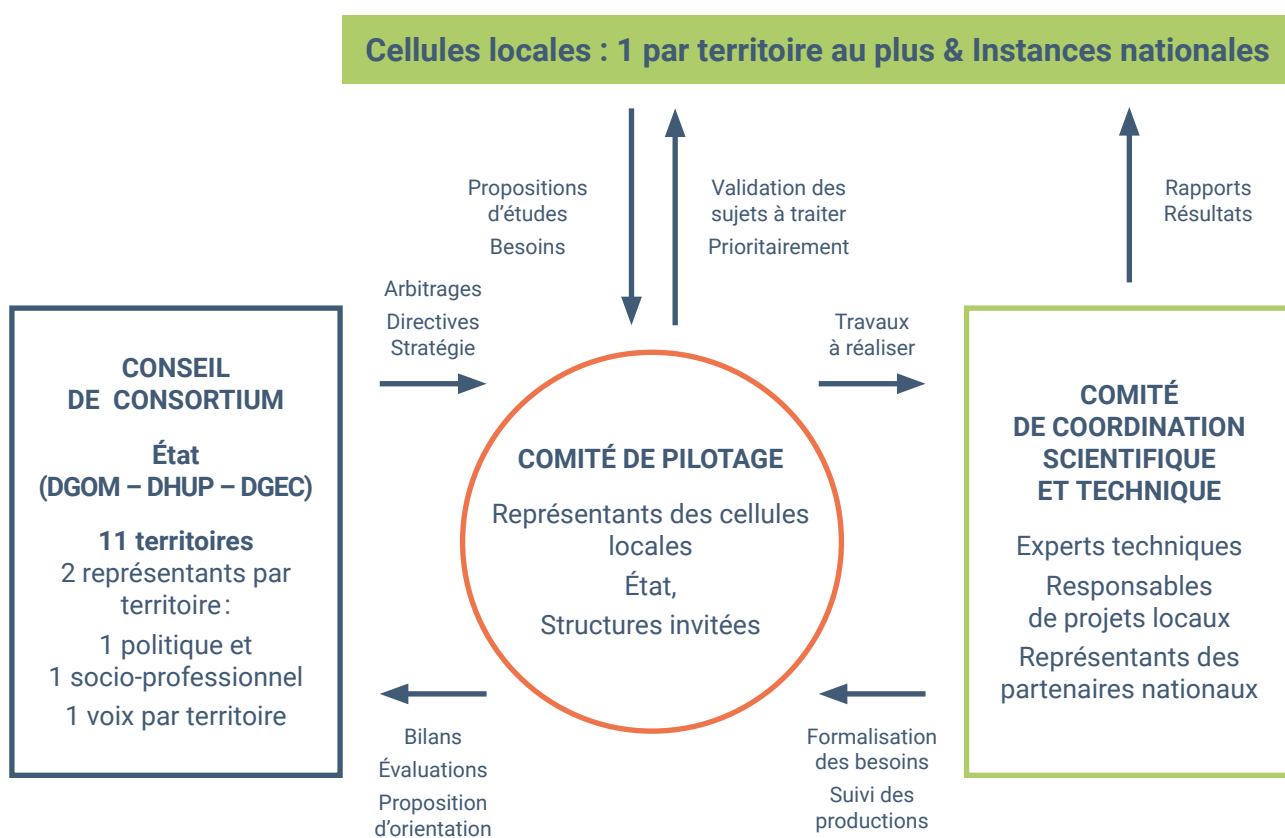 Cellules locales : 1 par territoire au plus & Instances nationales
Propositions
d'études
Besoins
Validation des
sujets à traiter
Prioritairement
Rapports
Résultats
Arbitrages
Directives
Stratégie
Travaux
à réaliser
CONSEIL
DE CONSORTIUM
État
(DGOM – DHUP – DGEC)
11 territoires
2 représentants par
territoire :
1 politique et
1 socio-professionnel
1 voix par territoire
COMITÉ DE PILOTAGE
Représentants des cellules
locales
État,
Structures invitées
COMITÉ
DE COORDINATION
SCIENTIFIQUE
ET TECHNIQUE
Experts techniques
Responsables
de projets locaux
Représentants des
partenaires nationaux
Bilans
Évaluations
Proposition
d'orientation
Formalisation
des besoins
Suivi des
productions